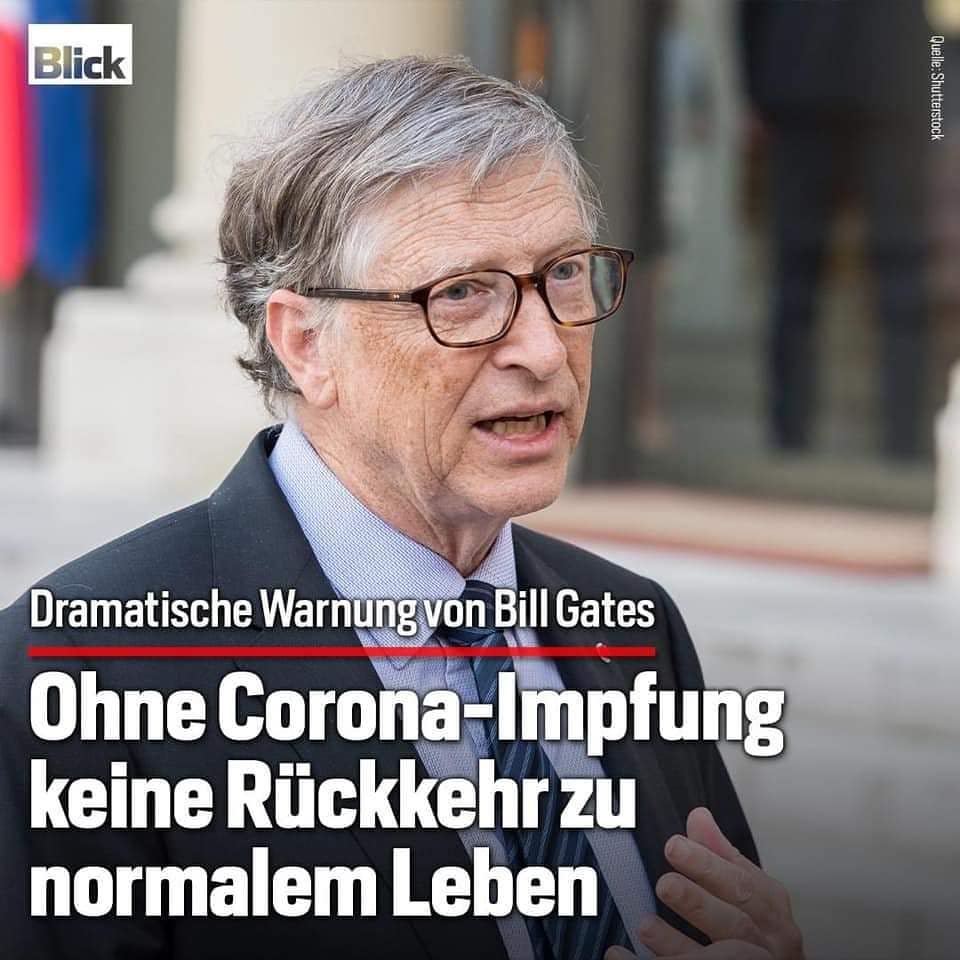 Blick
Quelle: Shutterstock
Dramatische Warnung von Bill Gates
Ohne Corona-Impfung
keine Rückkehr zu
normalem Leben